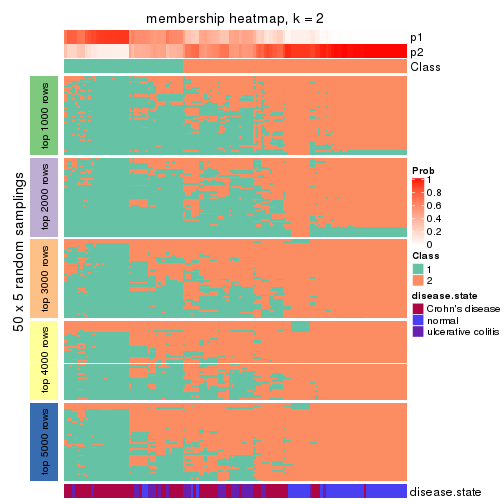 membership heatmap, k = 2
p1
p2
Class
50 x 5 random samplings
top 1000 rows
top 2000 rows
top 3000 rows
top 4000 rows
top 5000 rows
disease.state
Prob
1
0.8
0.6
0.4
0.2
0
Class
1
2
disease.state
Crohn's disease
normal
ulcerative colitis